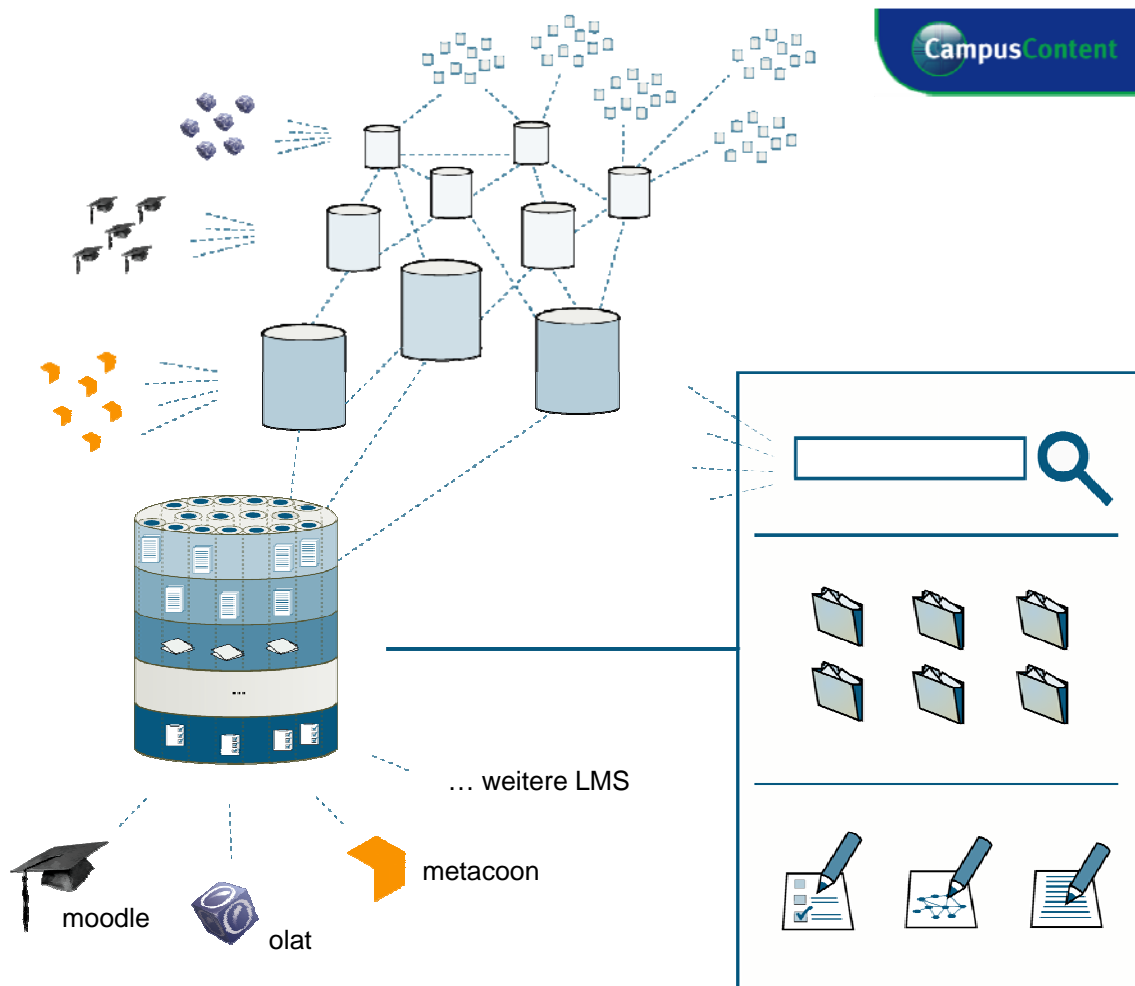 CampusContent
...
… weitere LMS
metacoon
moodle
olat